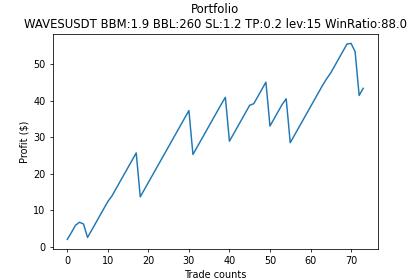 Portfolio
WAVESUSDT BBM:1.9 BBL:260 SL:1.2 TP:0.2 lev:15 WinRatio:88.0
50
40
30
20
10
0
Profit ($)
0 10 20 30 40 50 60 70
Trade counts